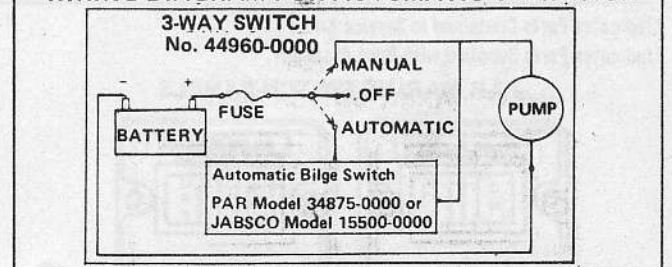 3-WAY SWITCH
No. 44960-0000
MANUAL
OFF
AUTOMATIC
- +
FUSE
BATTERY
PUMP
Automatic Bilge Switch
PAR Model 34875-0000 or
JABSCO Model 15500-0000